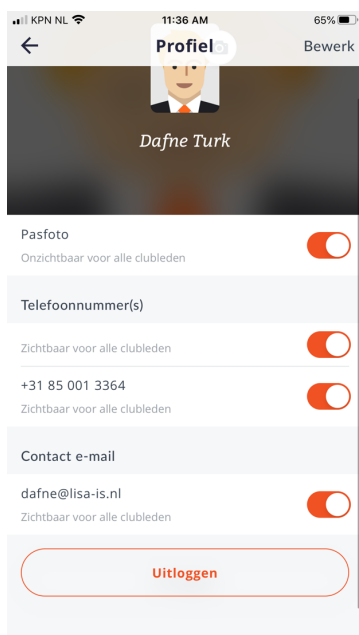 KPN NL 11:36 AM 65%
Profiel Bewerk
Dafne Turk
Pasfoto
Onzichtbaar voor alle clubleden
Telefoonnummer(s)
Zichtbaar voor alle clubleden
+31 85 001 3364
Zichtbaar voor alle clubleden
Contact e-mail
dafne@lisa-is.nl
Zichtbaar voor alle clubleden
Uitloggen